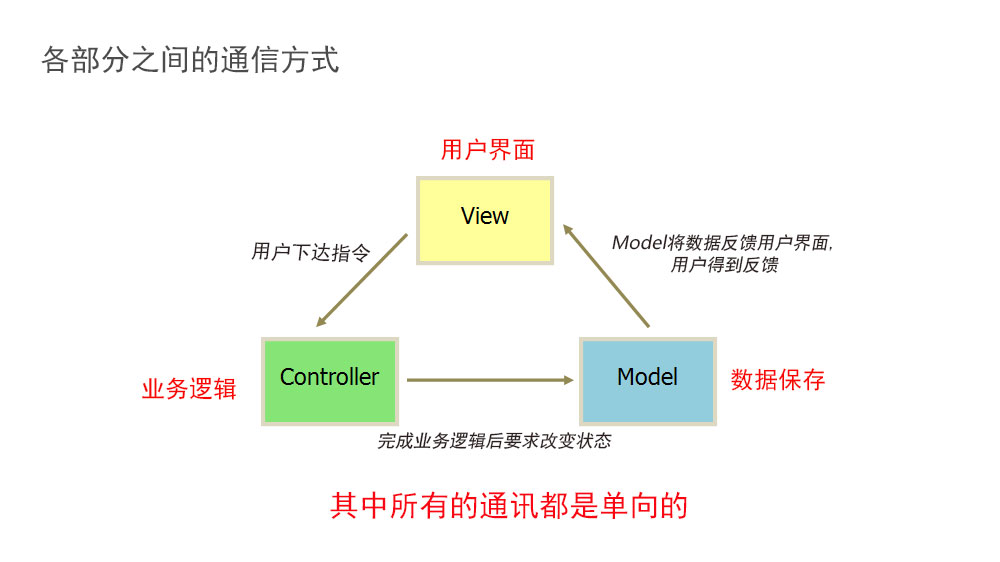 各部分之间的通信方式
用户界面
View
用户下达指令
Model将数据反馈用户界面,
用户得到反馈
业务逻辑
Controller
Model
数据保存
完成业务逻辑后要求改变状态
其中所有的通讯都是单向的